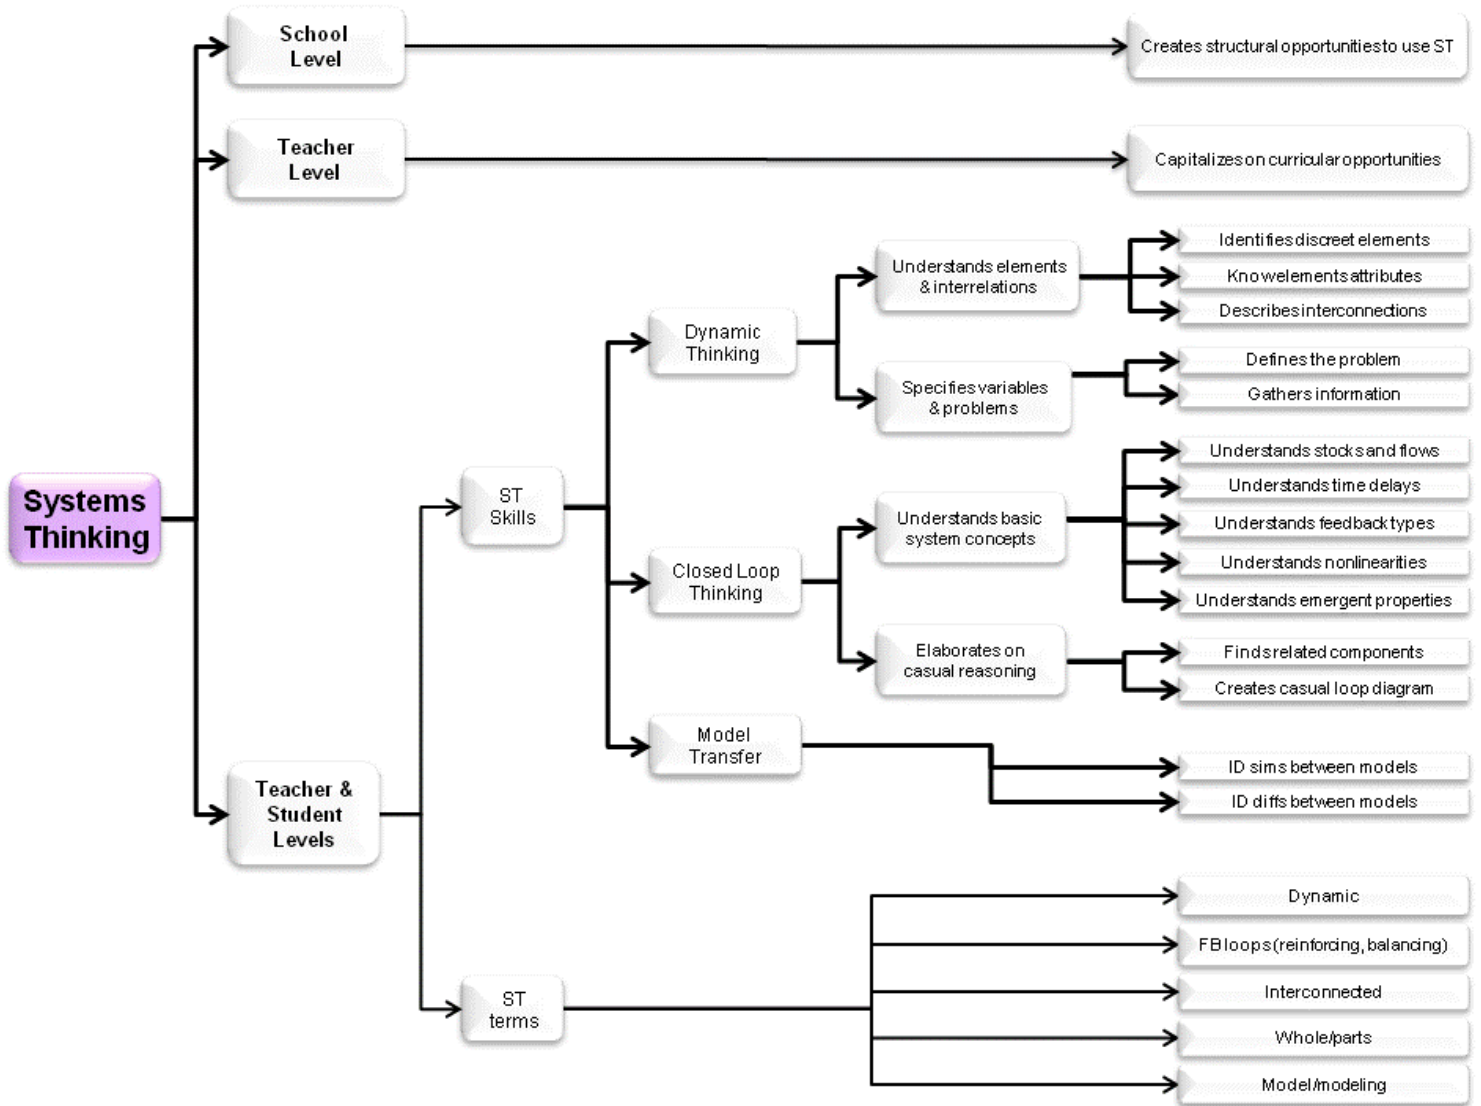 School
Level
Creates structural opportunities to use ST
Teacher
Level
Capitalizes on curricular opportunities
Systems
Thinking
Teacher &
Student
Levels
ST
Skills
Dynamic
Thinking
Understands elements
& interrelations
Identifies discreet elements
Know elements attributes
Describes interconnections
Specifies variables
& problems
Defines the problem
Gathers information
Closed Loop
Thinking
Understands basic
system concepts
Understands stocks and flows
Understands time delays
Understands feedback types
Understands nonlinearities
Understands emergent properties
Elaborates on
casual reasoning
Finds related components
Creates casual loop diagram
Model
Transfer
ID sims between models
ID diffs between models
ST
terms
Dynamic
FB loops (reinforcing, balancing)
Interconnected
Whole/parts
Model/modeling